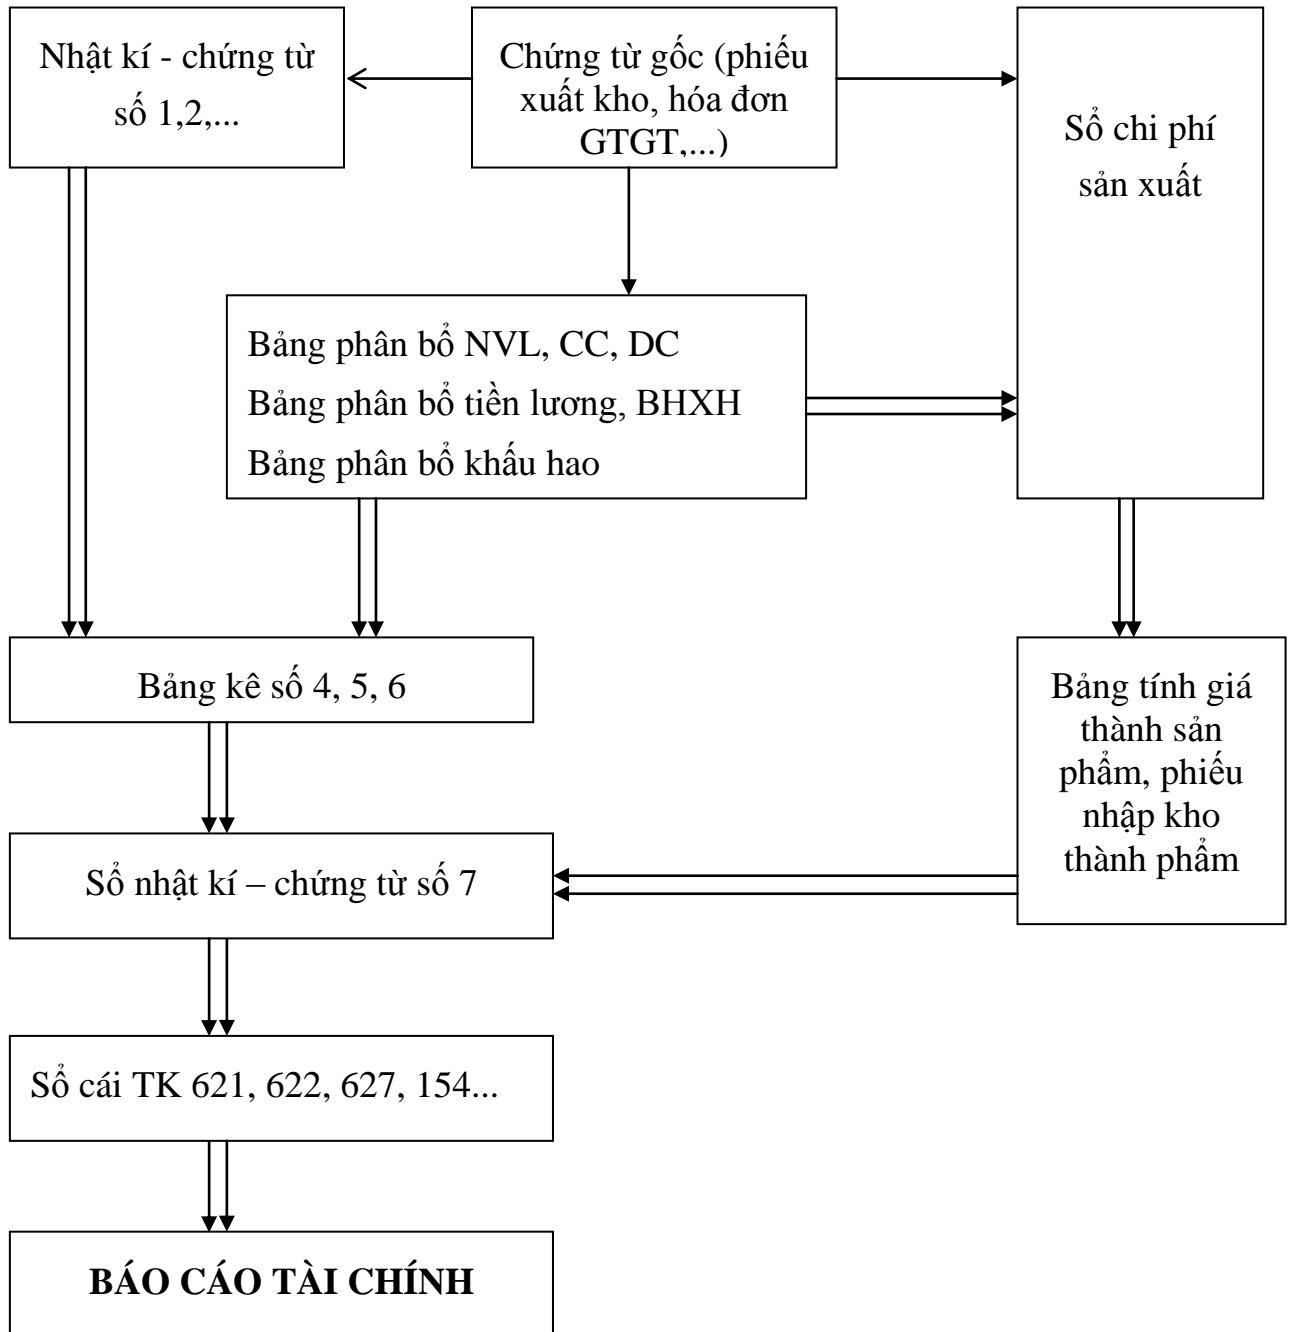 Nhật kí - chứng từ
số 1,2,...
Chứng từ gốc (phiếu
xuất kho, hóa đơn
GTGT,...)
Sổ chi phí
sản xuất
Bảng phân bổ NVL, CC, DC
Bảng phân bổ tiền lương, BHXH
Bảng phân bổ khấu hao
Bảng kê số 4, 5, 6
Bảng tính giá
thành sản
phẩm, phiếu
nhập kho
thành phẩm
Sổ nhật kí – chứng từ số 7
Sổ cái TK 621, 622, 627, 154...
BÁO CÁO TÀI CHÍNH